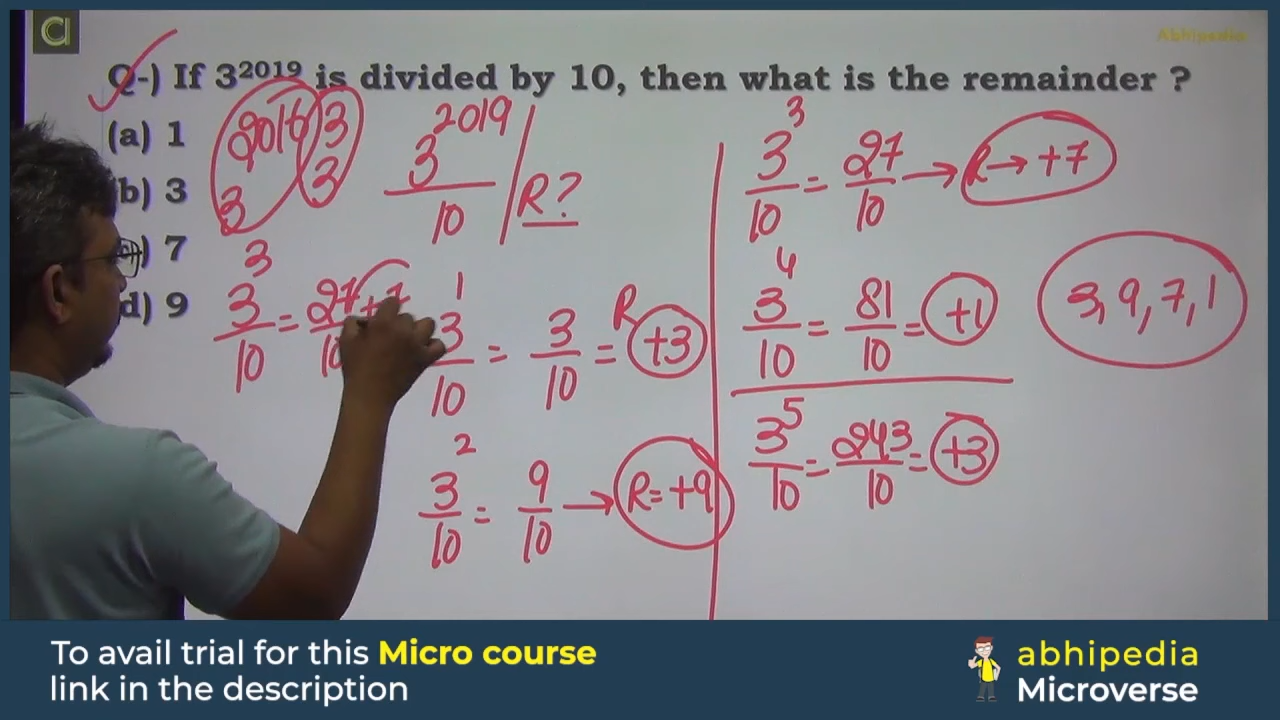 a
Abhipedia
Q-) If 3^2019 is divided by 10, then what is the remainder ?
(a) 1
(b) 3
) 7
(d) 9
2016 3
3 3
3^2019 / 10 R?
3^3/10 = 27/10 +7
3^1/10 = 3/10 = R +3
3^2/10 = 9/10 → R = +9
3^3/10 = 27/10 → R → +7
3^4/10 = 81/10 = +1
3^5/10 = 243/10 = +3
3, 9, 7, 1
To avail trial for this Micro course
link in the description
abhipedia
Microverse